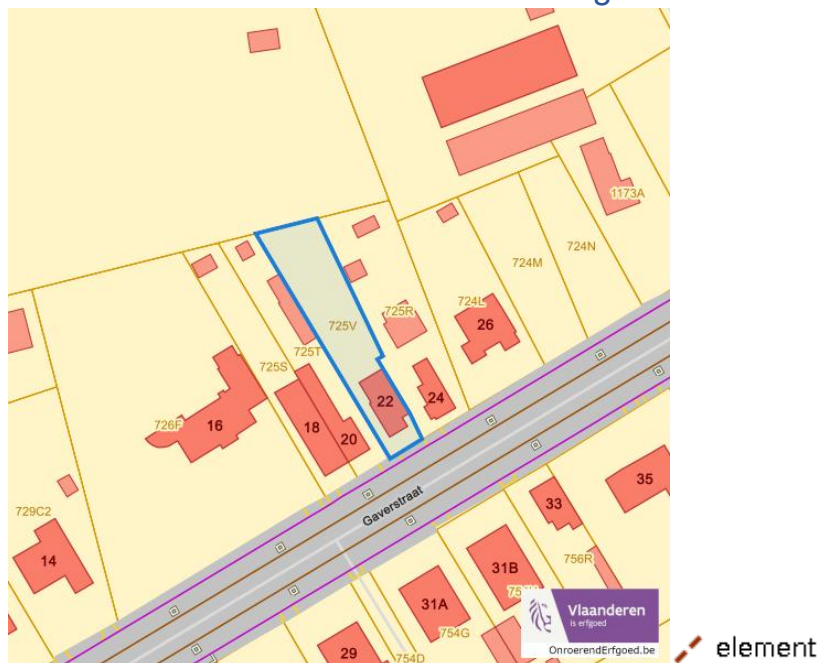 1173A
724N
724M
725R
724L
26
725V
725T
725S
22
24
726F
16
18
20
35
Gaverstraat
33
729C2
14
756R
31B
31A
754G
29
754D
Vlaanderen
is erfgoed
OnroerendErfgoed.be
element